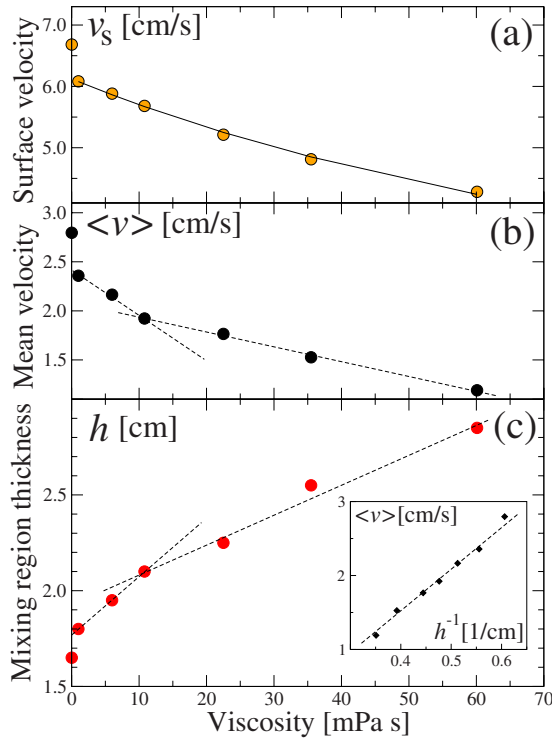 7.0
6.0
5.0
Surface velocity
v_s [cm/s]
(a)
3.0
2.5
2.0
1.5
Mean velocity
<v> [cm/s]
(b)
2.5
2.0
1.5
Mixing region thickness
h [cm]
(c)
<v>[cm/s]
3
2
1
h⁻¹ [1/cm]
0.4 0.5 0.6
0 10 20 30 40 50 60 70
Viscosity [mPa s]